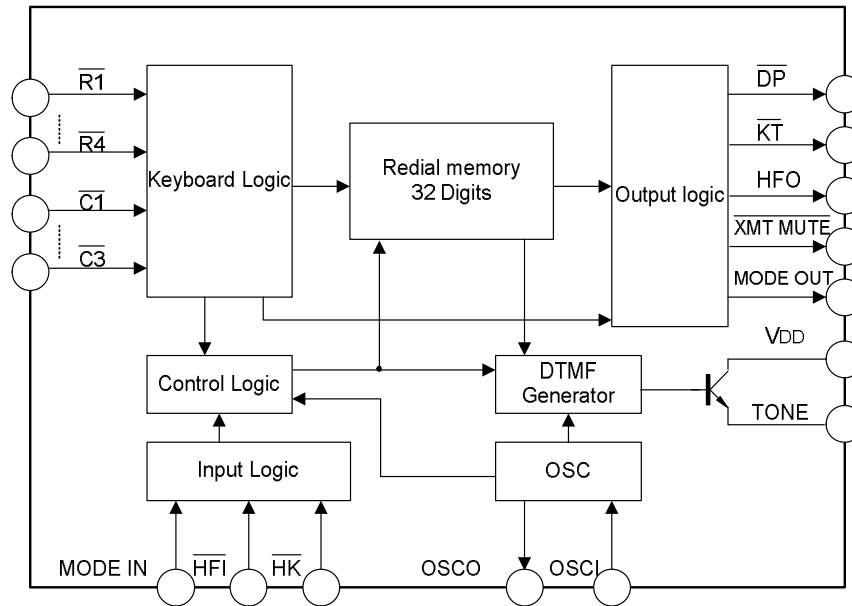 R1
R4
C1
C3
Keyboard Logic
Redial memory
32 Digits
Output logic
DP
KT
HFO
XMT MUTE
MODE OUT
VDD
TONE
Control Logic
DTMF
Generator
Input Logic
OSC
MODE IN
HFI
HK
OSCO
OSCI